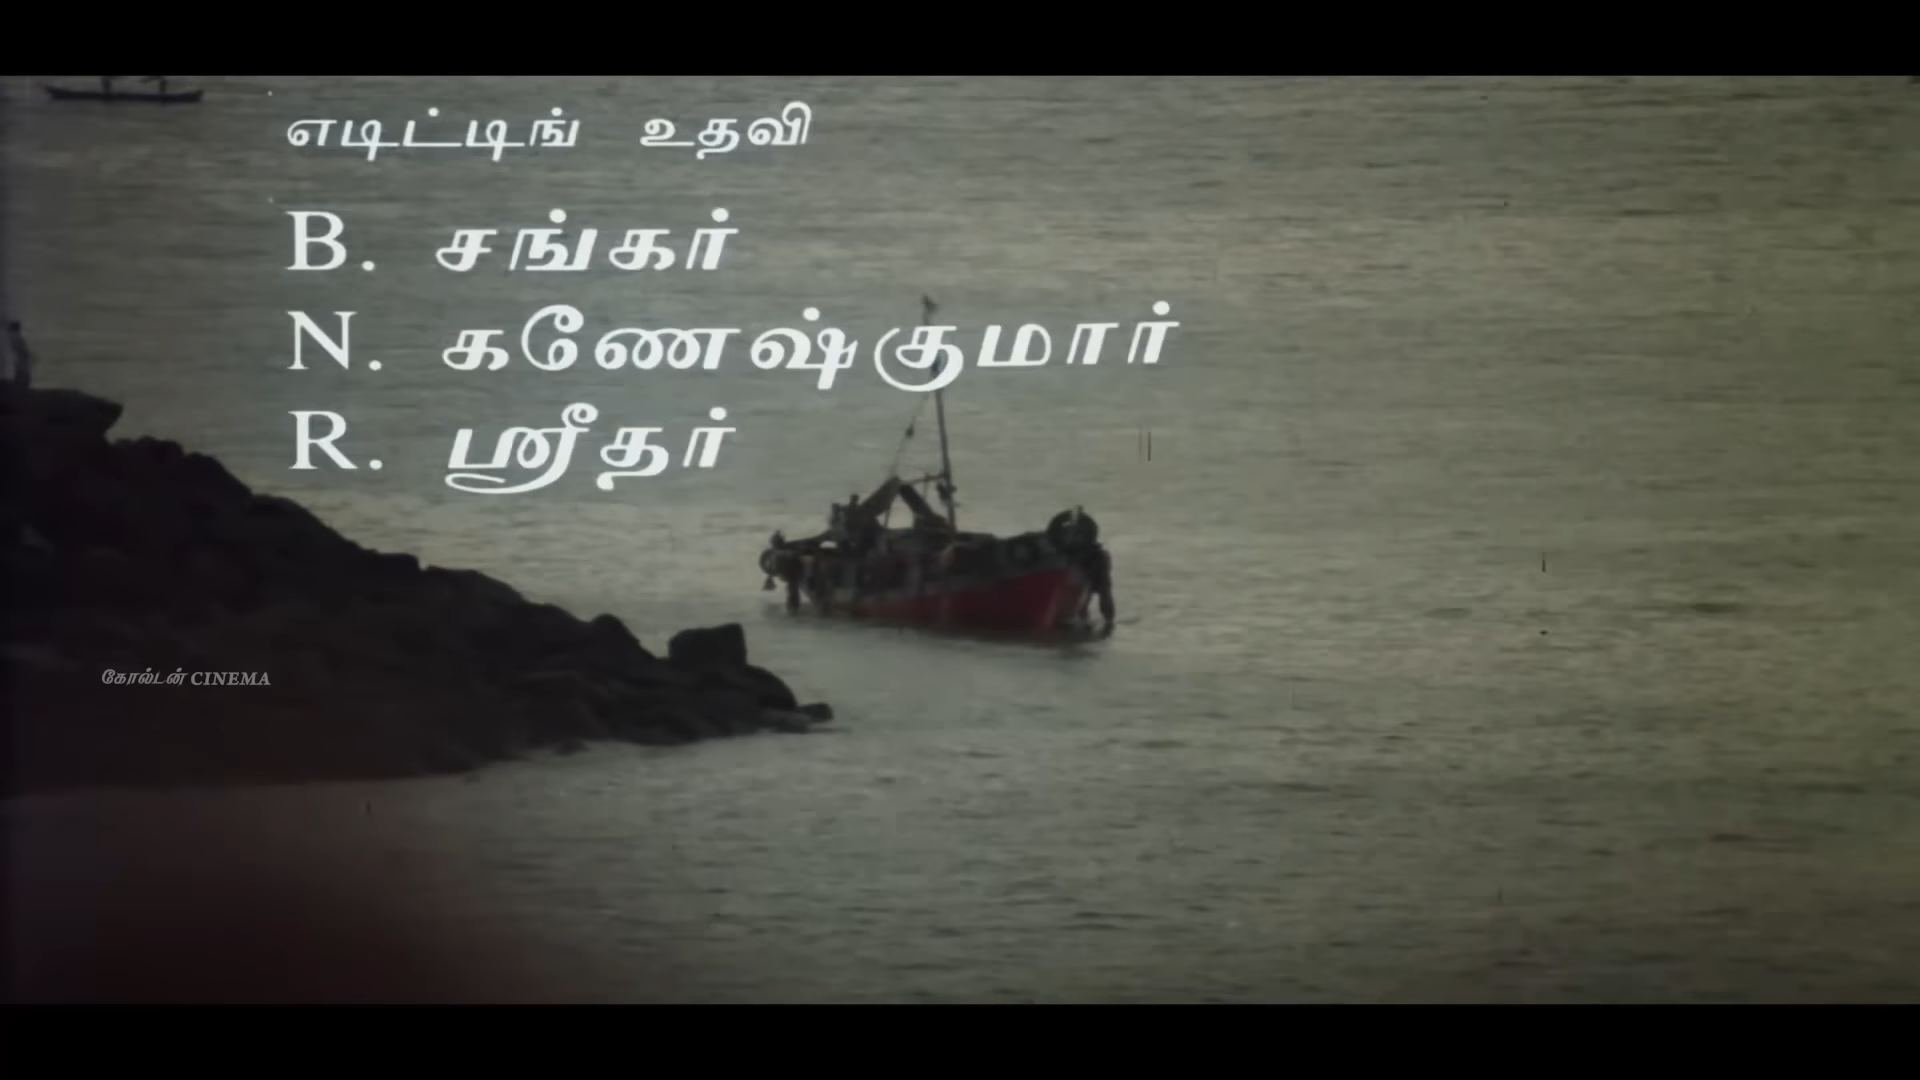 எடிட்டிங் உதவி
B. சங்கர்
N. கணேஷ்குமார்
R. ஸ்ரீதர்
கோல்டன் CINEMA